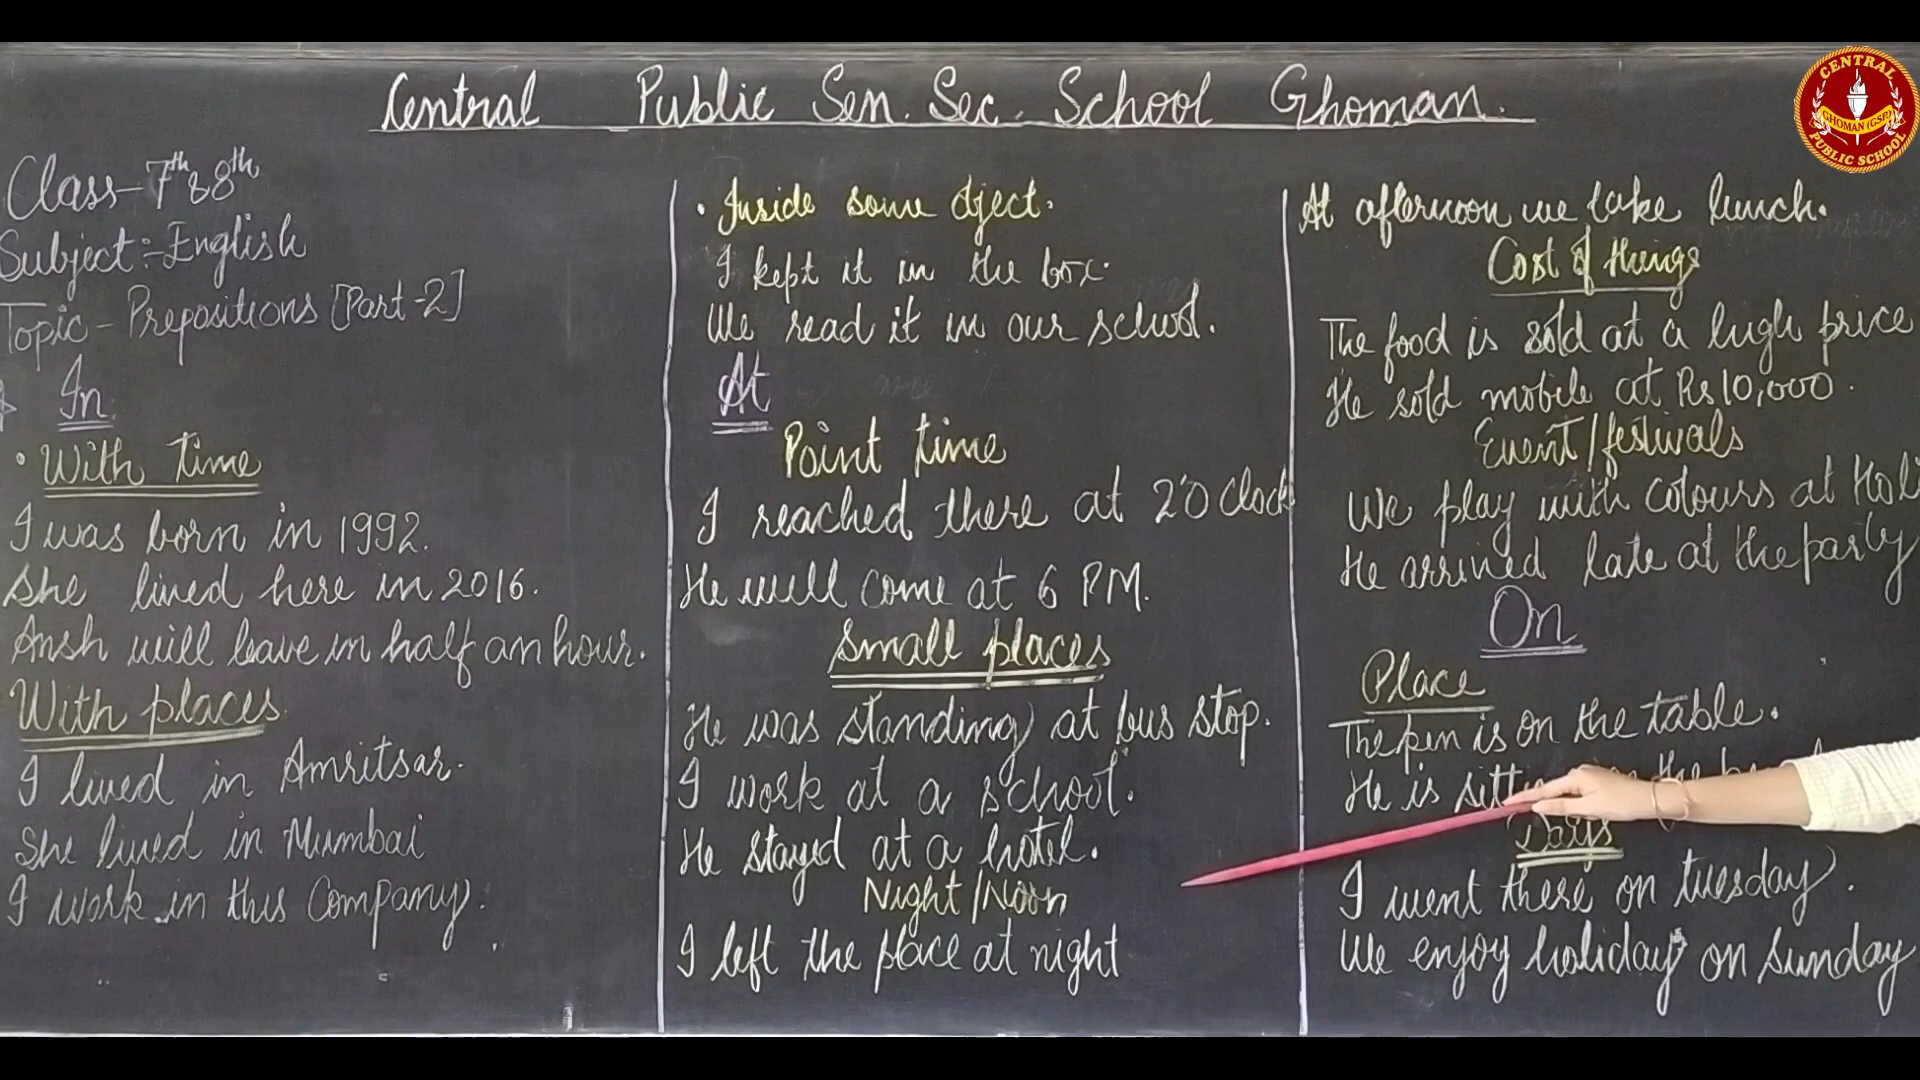 Central Public Sen. Sec. School Ghoman.
CENTRAL
GHOMAN (GSP)
PUBLIC SCHOOL
Class-7th & 8th
Subject:-English
Topic - Prepositions [Part-2]
In
• With time
I was born in 1992.
She lived here in 2016.
Ansh will leave in half an hour.
With places
I lived in Amritsar.
She lived in Mumbai
I work in this Company.
• Inside some oject.
I kept it in the box.
We read it in our school.
At
Point time
I reached there at 2'O Clock
He will come at 6 PM.
Small places
He was standing at bus stop.
I work at a school.
He stayed at a hotel.
Night/Noon
I left the place at night
At afternoon we take lunch.
Cost of things
The food is sold at a high price
He sold mobile at Rs 10,000.
Event/festivals
We play with colours at Holi
He arrived late at the party
On
Place
The pen is on the table.
He is on the
Days
I went there on tuesday.
We enjoy holiday on sunday